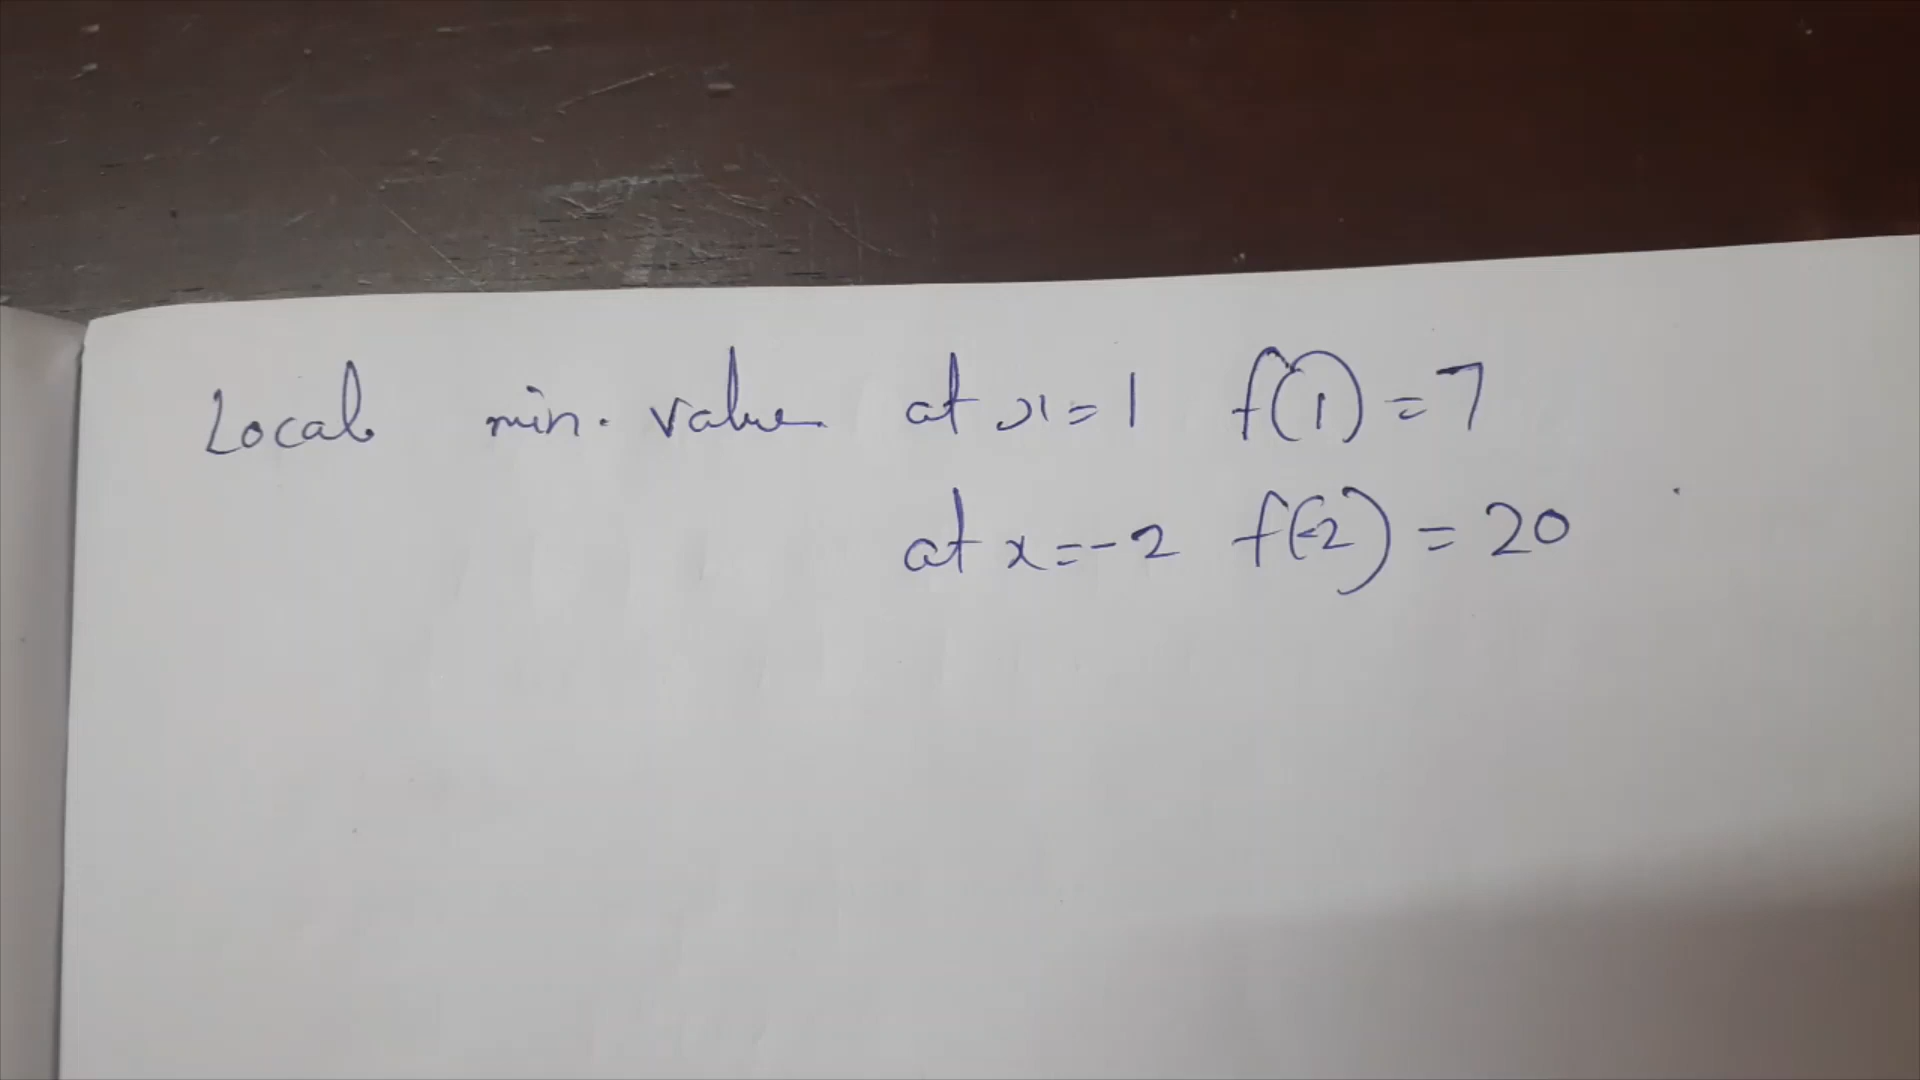 Local min. value at x=1 f(1)=7
at x=-2 f(-2)=20